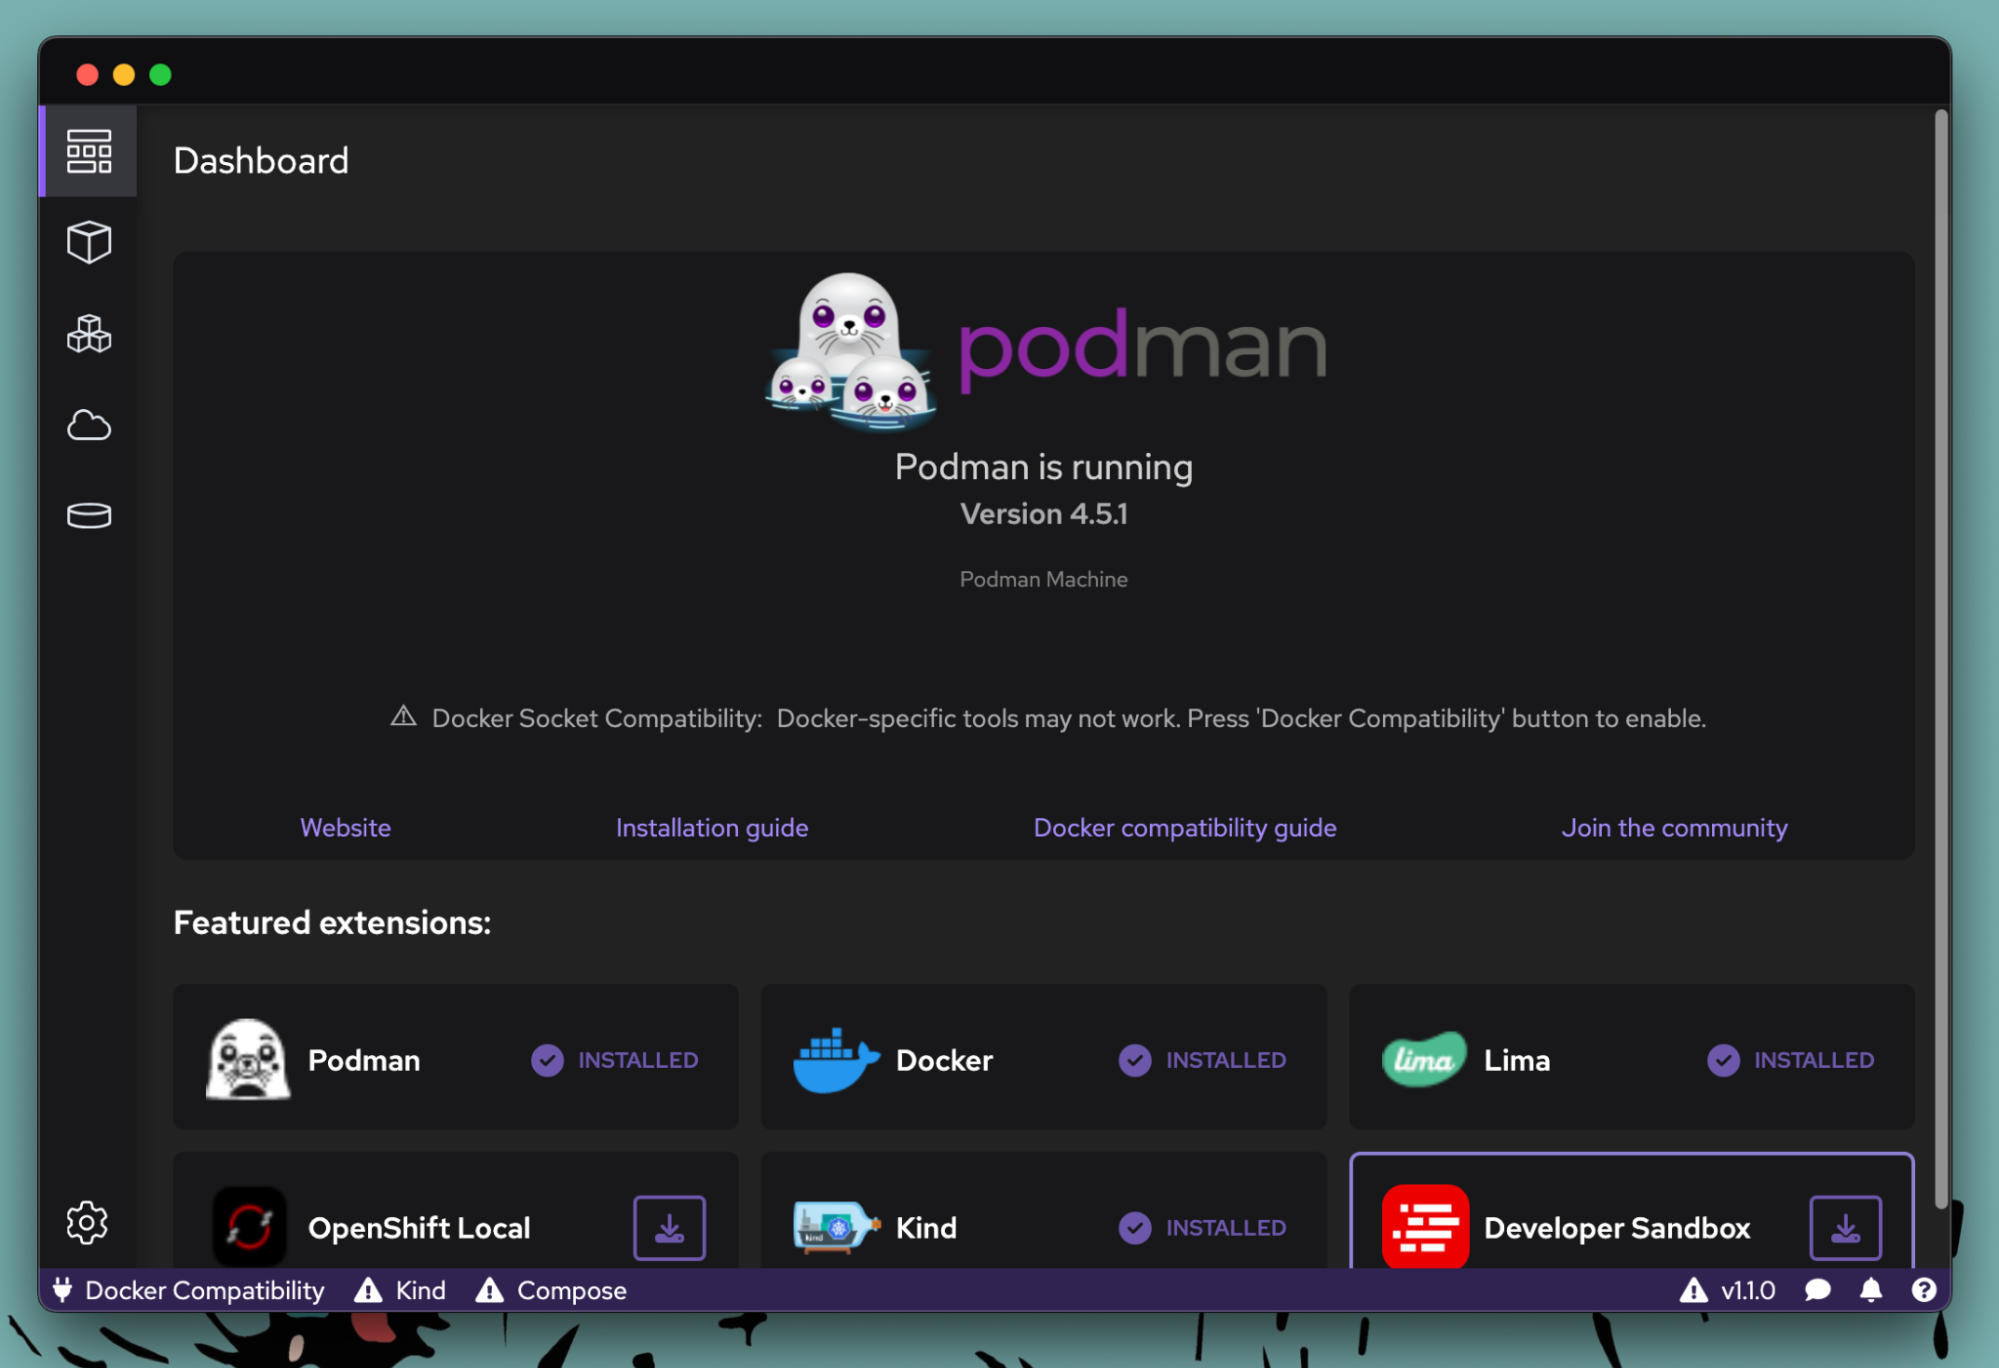 Dashboard
podman
Podman is running
Version 4.5.1
Podman Machine
Docker Socket Compatibility: Docker-specific tools may not work. Press 'Docker Compatibility' button to enable.
Website Installation guide Docker compatibility guide Join the community
Featured extensions:
Podman INSTALLED lima Lima
Docker INSTALLED
INSTALLED
OpenShift Local
kind Kind INSTALLED
Developer Sandbox
Docker Compatibility Kind Compose v1.1.0